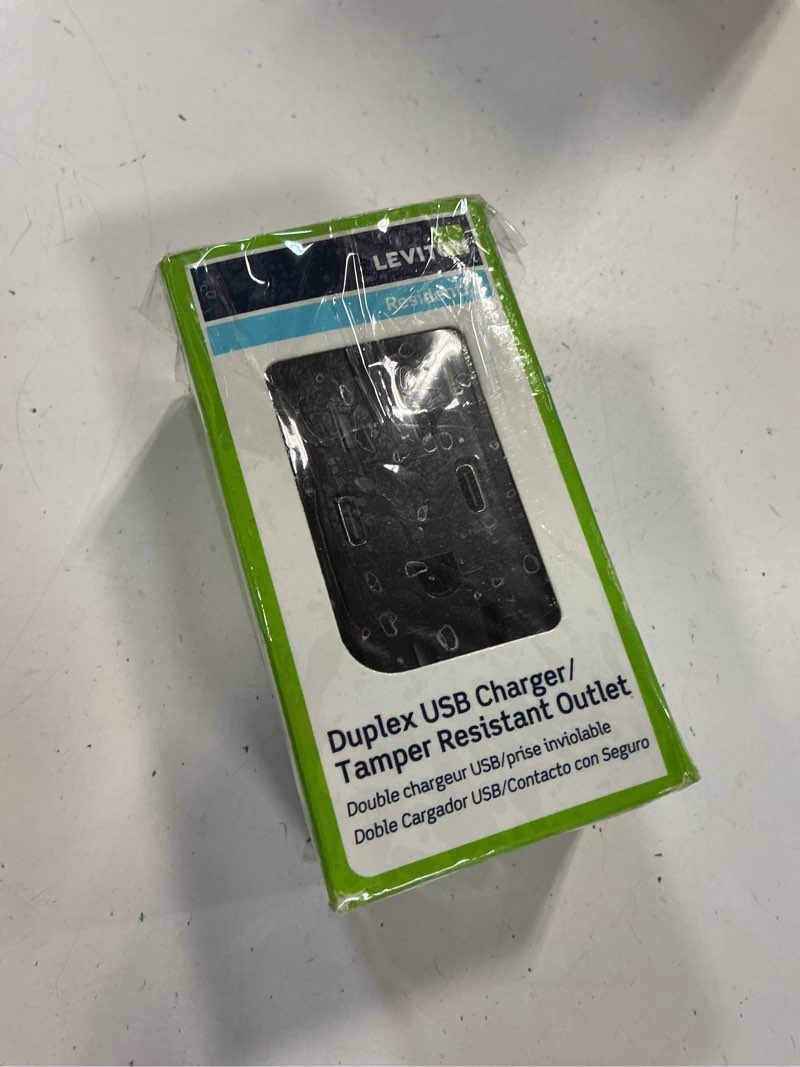 Duplex USB Charger/
Tamper Resistant Outlet
Double chargeur USB/prise inviolable
Doble Cargador USB/Contacto con Seguro